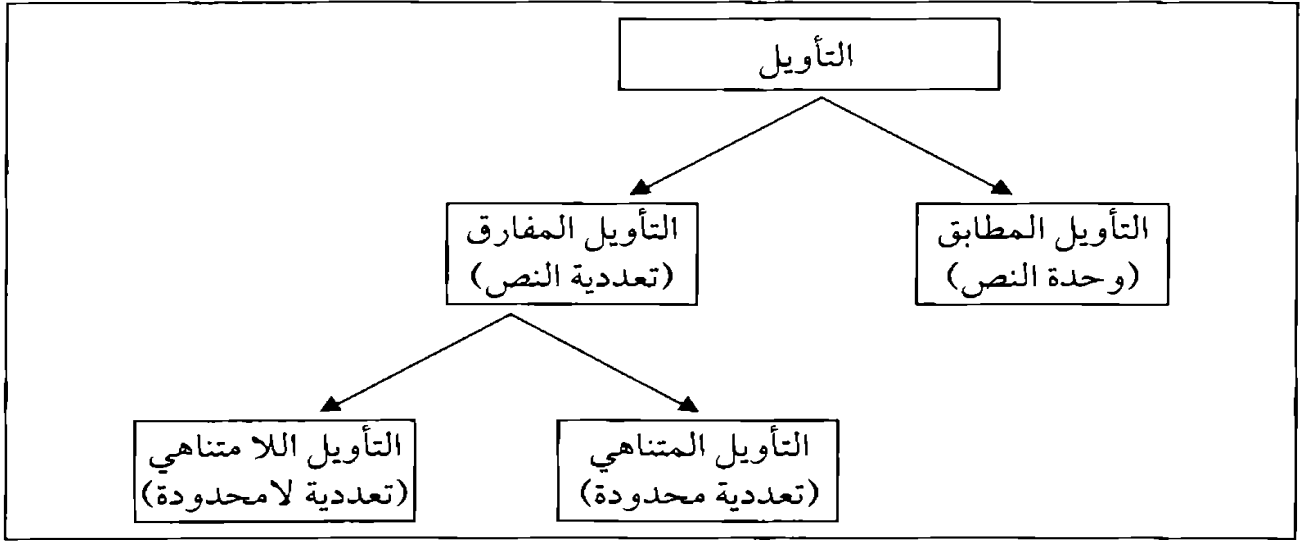 التأويل
التأويل المطابق
(وحدة النص)
التأويل المفارق
(تعددية النص)
التأويل المتناهي
(تعددية محدودة)
التأويل اللا متناهي
(تعددية لامحدودة)